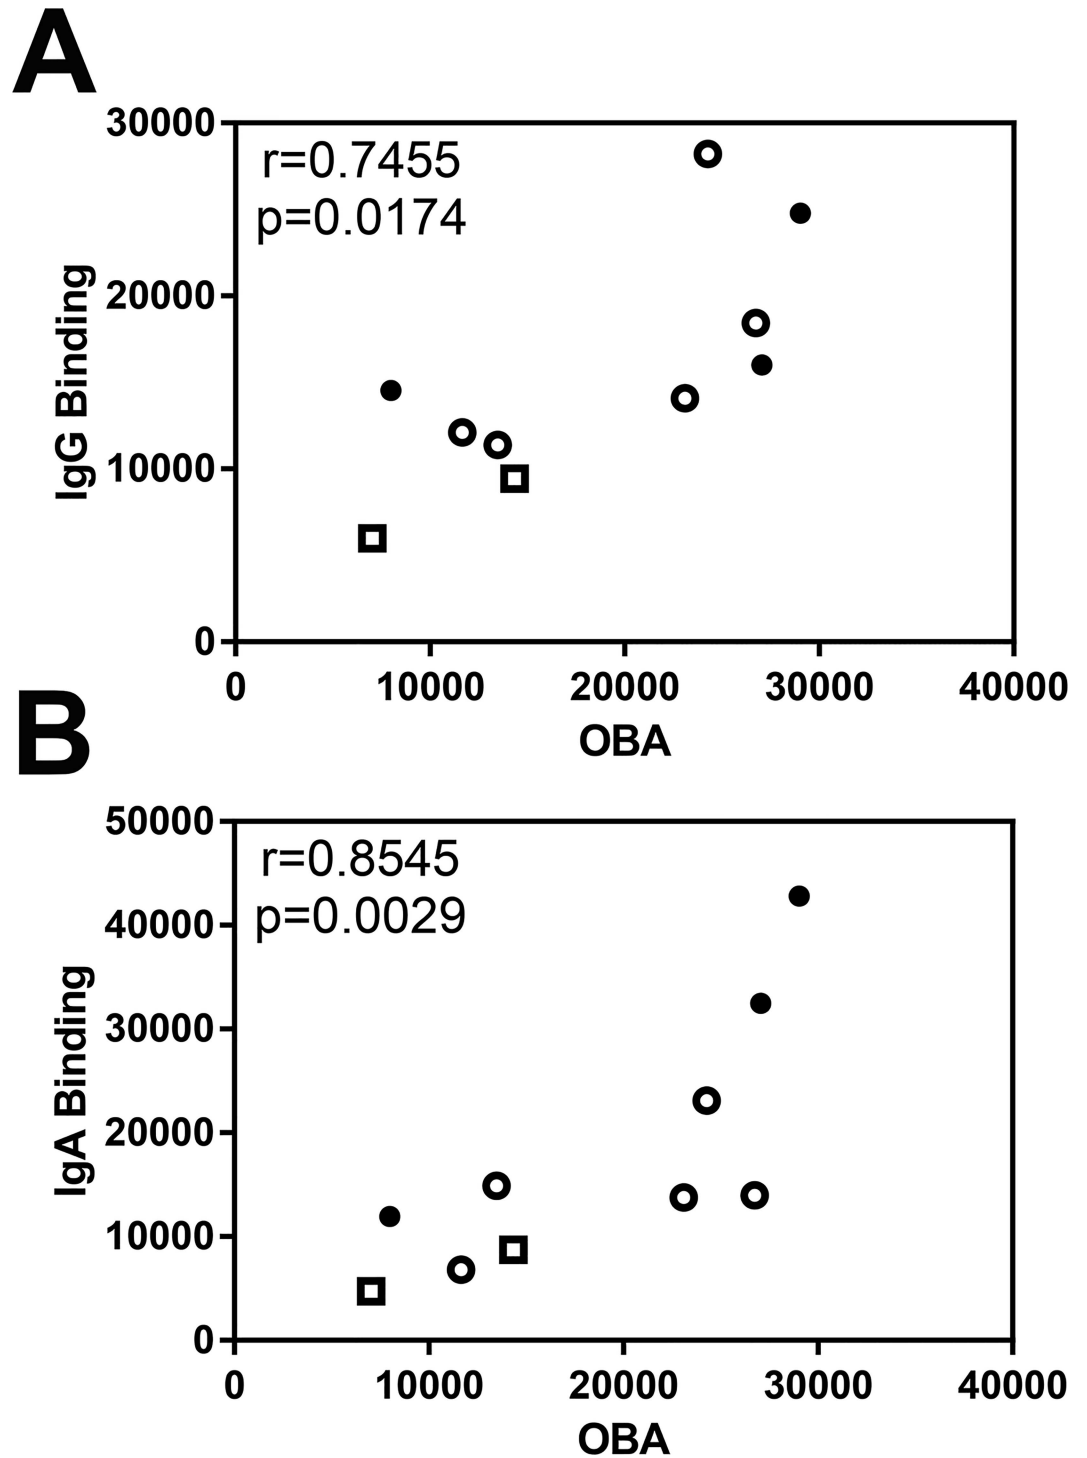 A
30000
r=0.7455
p=0.0174
20000
IgG Binding
10000
0
0 10000 20000 30000 40000
OBA
B
50000
r=0.8545
p=0.0029
40000
30000
IgA Binding
20000
10000
0
0 10000 20000 30000 40000
OBA